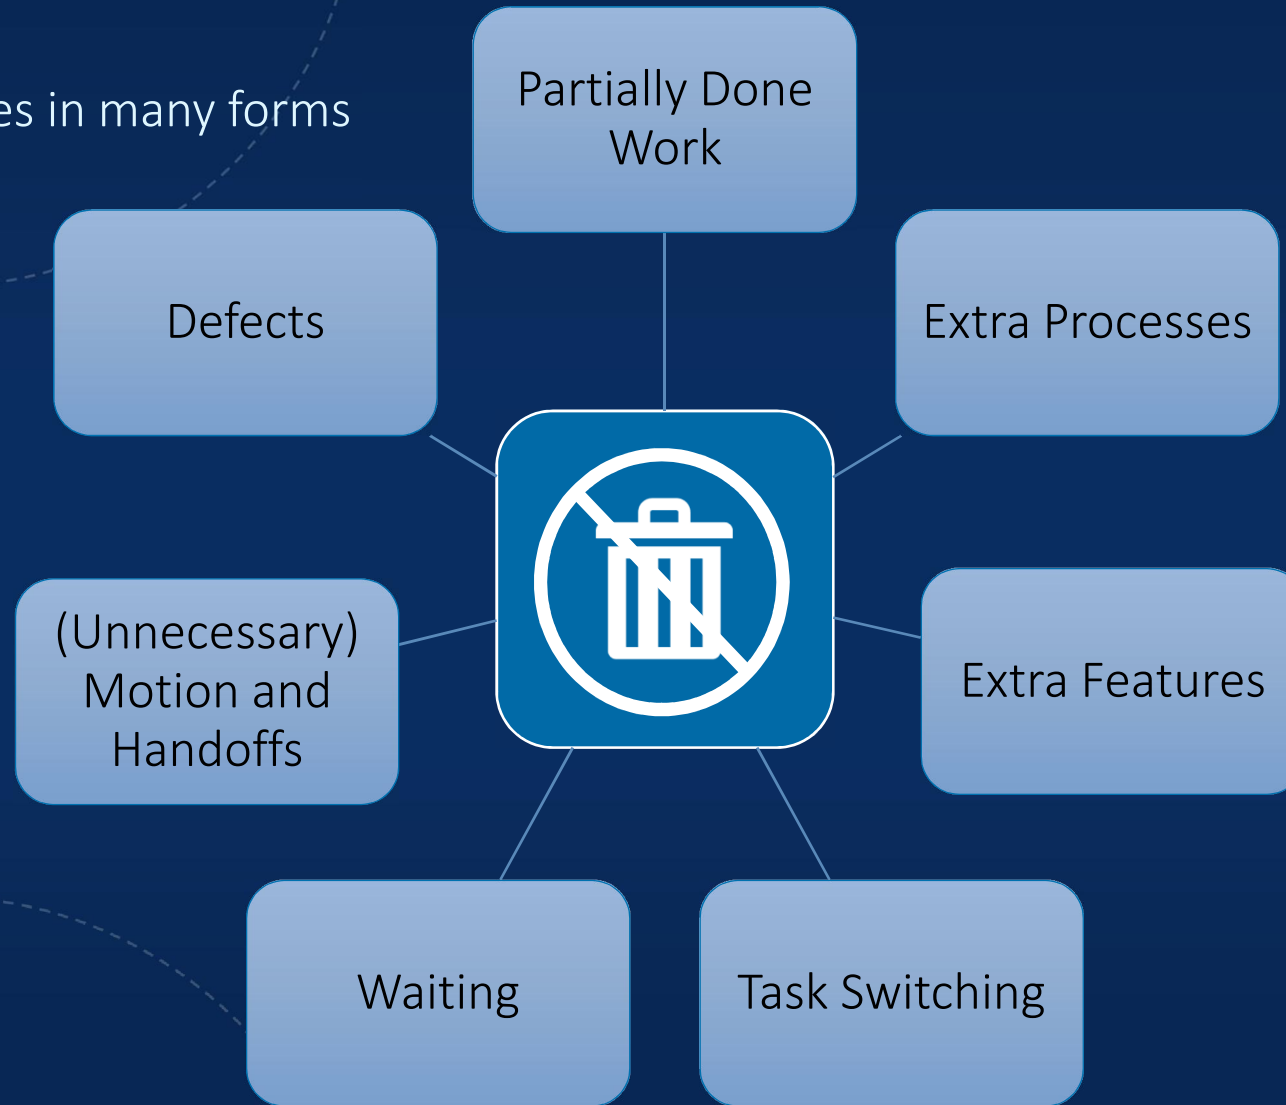 es in many forms
Partially Done
Work
Defects
Extra Processes
(Unnecessary)
Motion and
Handoffs
Extra Features
Waiting
Task Switching